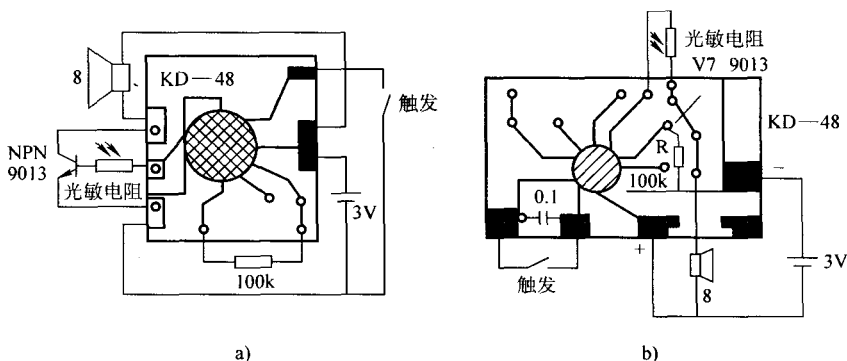 8
KD—48
触发
NPN
9013
光敏电阻
3V
100k
a)
光敏电阻
V7 9013
KD—48
R
100k
0.1
触发
+
−
8
3V
b)